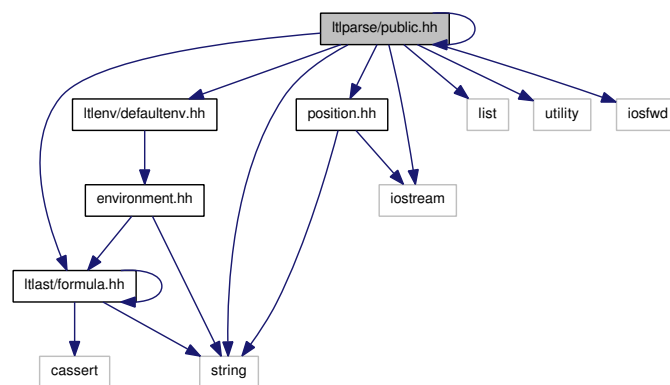 ltlparse/public.hh
ltlenv/defaultenv.hh
position.hh
list
utility
iosfwd
environment.hh
iostream
ltlast/formula.hh
cassert
string